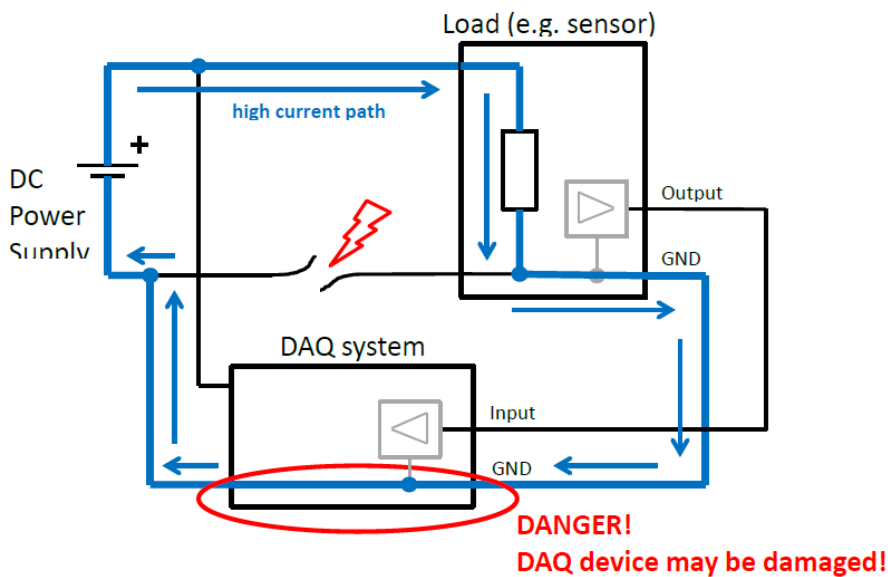 Load (e.g. sensor)
high current path
+
DC
Power
Supply
Output
GND
DAQ system
Input
GND
DANGER!
DAQ device may be damaged!